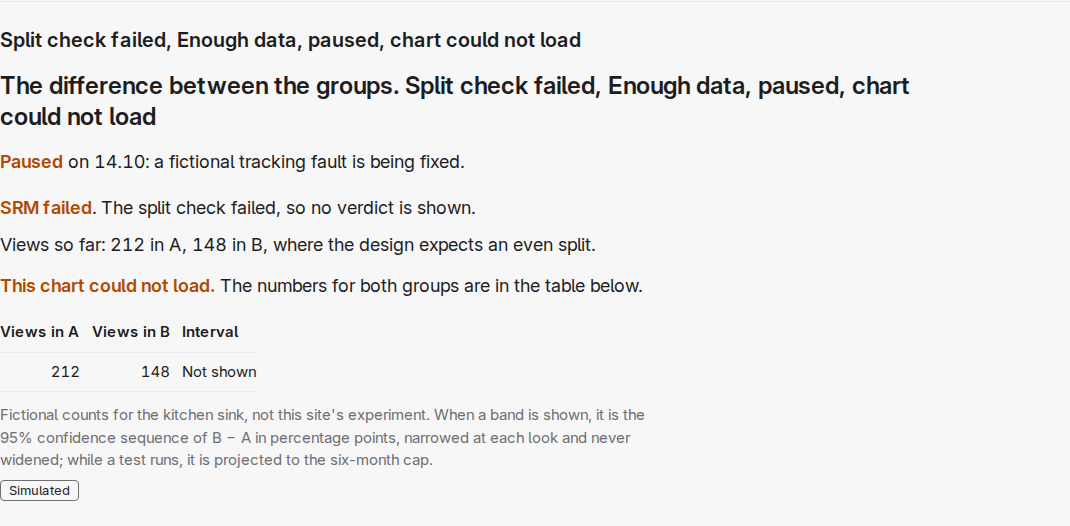 Split check failed, Enough data, paused, chart could not load
The difference between the groups. Split check failed, Enough data, paused, chart
could not load
Paused on 14.10: a fictional tracking fault is being fixed.
SRM failed. The split check failed, so no verdict is shown.
Views so far: 212 in A, 148 in B, where the design expects an even split.
This chart could not load. The numbers for both groups are in the table below.
Views in A Views in B Interval
212 148 Not shown
Fictional counts for the kitchen sink, not this site's experiment. When a band is shown, it is the
95% confidence sequence of B − A in percentage points, narrowed at each look and never
widened; while a test runs, it is projected to the six-month cap.
Simulated